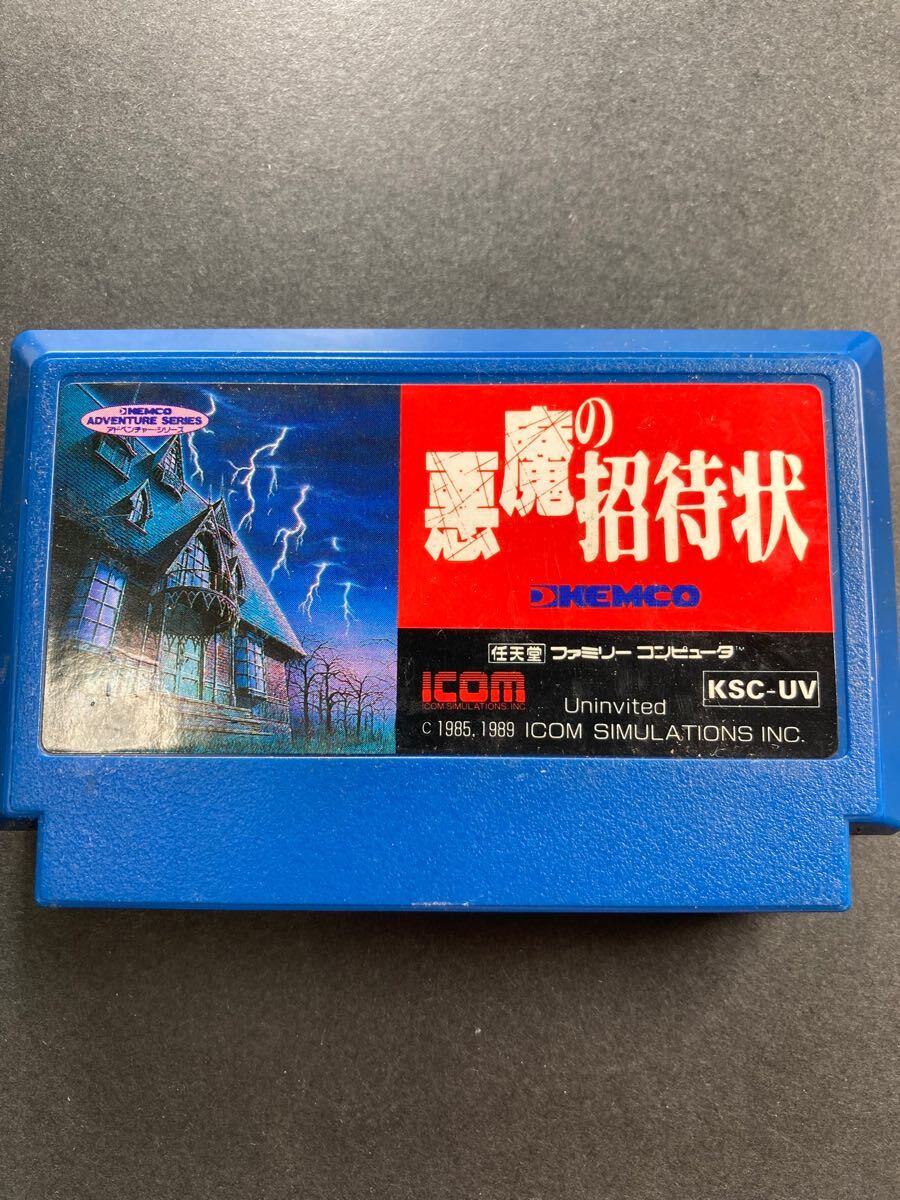 KEMCO
ADVENTURE SERIES
アドベンチャー・シリーズ
悪魔の招待状
KEMCO
任天堂 ファミリー コンピュータ™
ICOM
ICOM SIMULATIONS, INC.
KSC-UV
Uninvited
C 1985, 1989 ICOM SIMULATIONS INC.